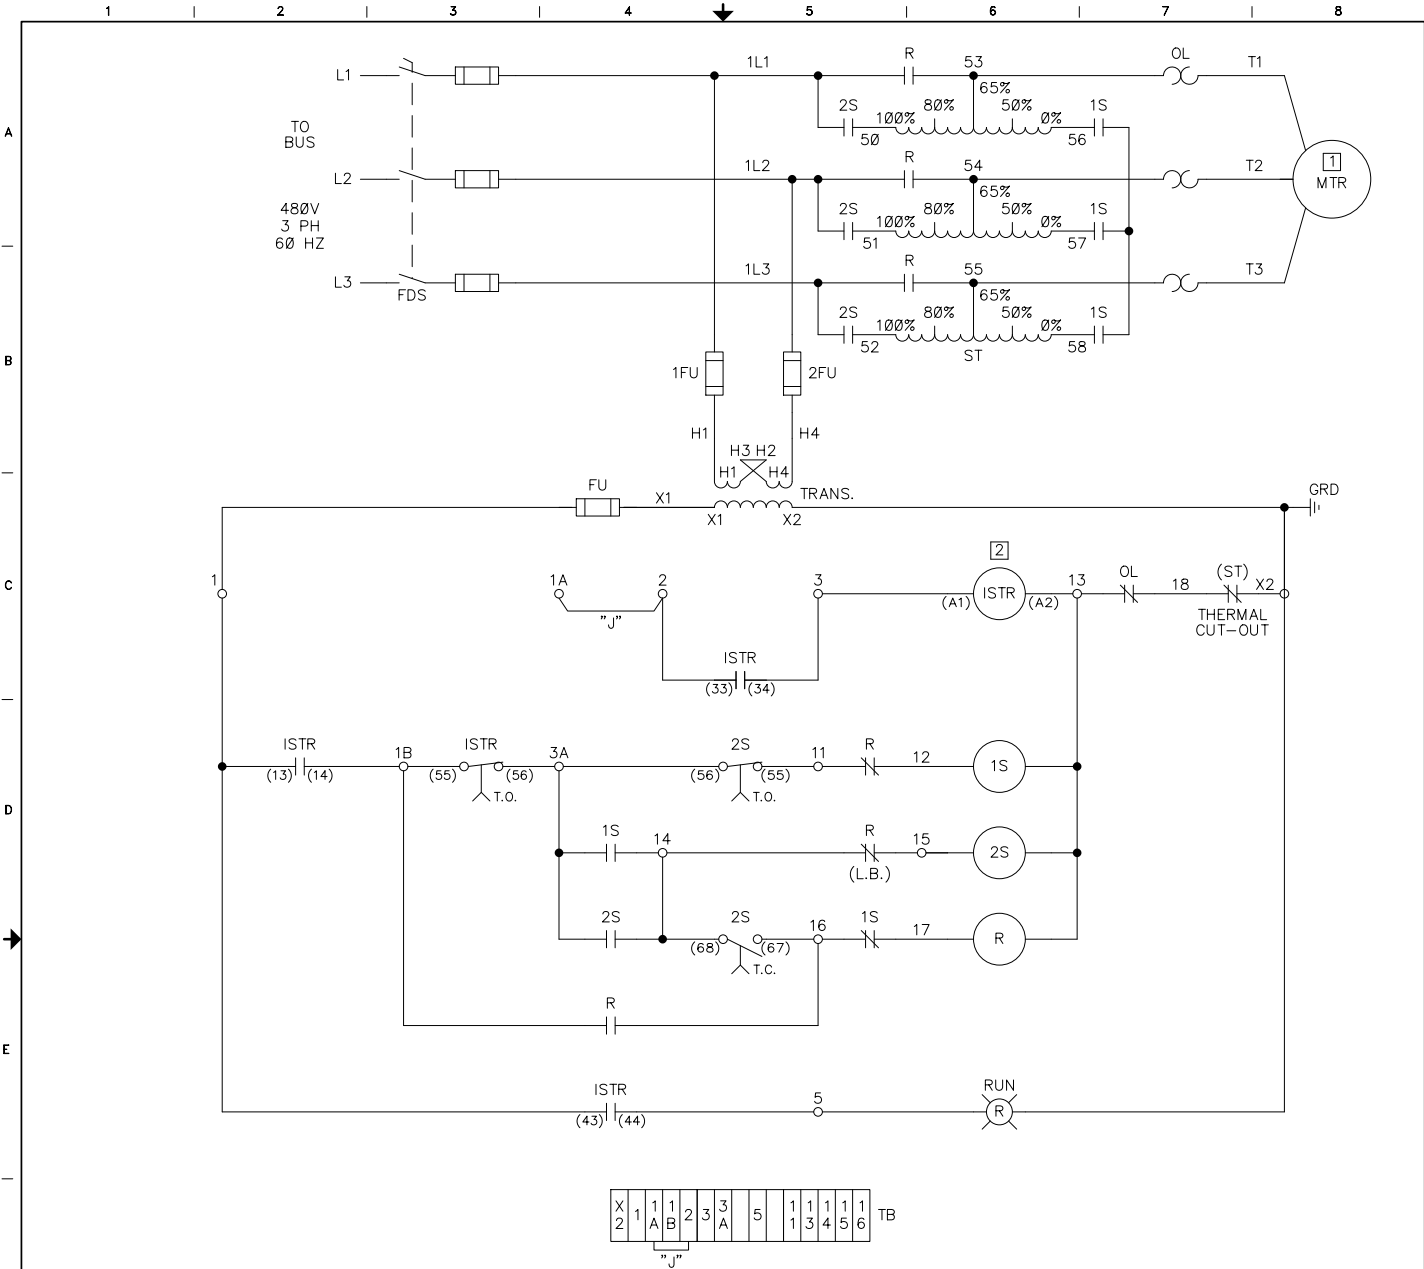 1 2 3 4 5 6 7 8
A
B
C
D
E
L1
1L1
R
53
OL
T1
65%
2S
100%
80%
50%
0%
1S
50
56
TO
BUS
L2
1L2
R
54
T2
1
MTR
65%
480V
3 PH
60 HZ
2S
100%
80%
50%
0%
1S
51
57
L3
FDS
1L3
R
55
T3
65%
2S
100%
80%
50%
0%
1S
52
ST
58
1FU
2FU
H1
H4
H3 H2
H1
H4
FU
X1
TRANS.
X1
X2
GRD
2
1
1A
2
3
(A1)
ISTR
(A2)
13
OL
18
(ST)
X2
THERMAL
CUT-OUT
"J"
ISTR
(33)
(34)
ISTR
(13)
(14)
1B
ISTR
(55)
(56)
T.O.
3A
2S
(56)
(55)
T.O.
11
R
12
1S
1S
14
R
(L.B.)
15
2S
2S
2S
(68)
(67)
T.C.
16
1S
17
R
R
ISTR
(43)
(44)
5
RUN
R
X2 1 1A 1B 2 3 3A 5 11 13 14 15 16 TB
"J"